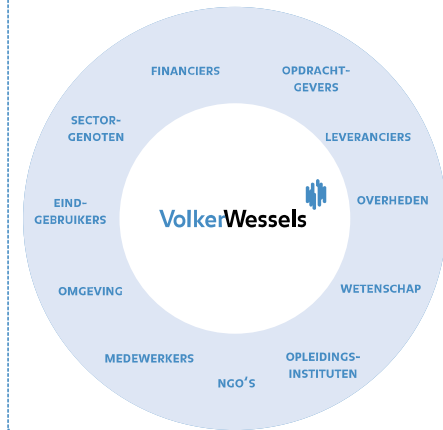 FINANCIERS
OPDRACHT-
GEVERS
SECTOR-
GENOTEN
LEVERANCIERS
EIND-
GEBRUIKERS
VolkerWessels
OVERHEDEN
OMGEVING
WETENSCHAP
MEDEWERKERS
OPLEIDINGS-
INSTITUTEN
NGO'S